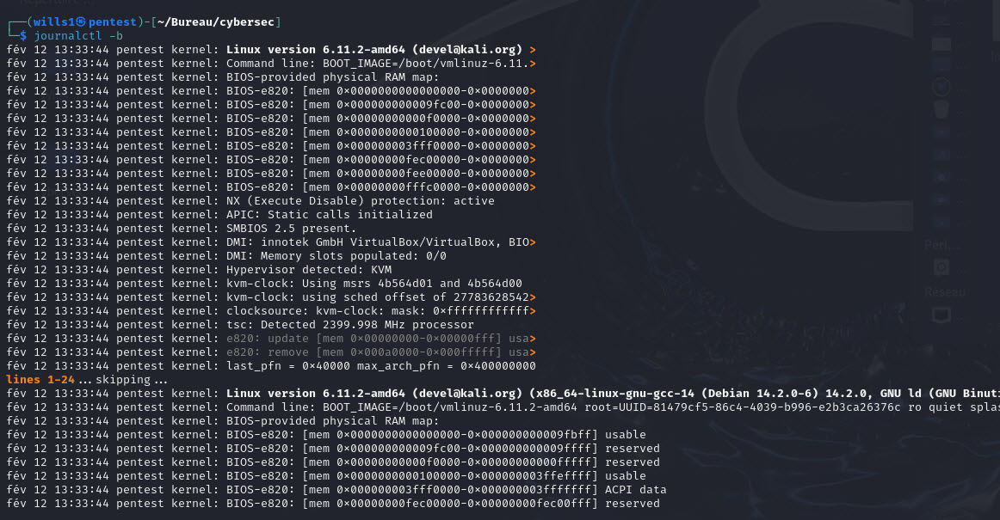 ┌──(wills1㉿pentest)-[~/Bureau/cybersec]
└─$ journalctl -b
fév 12 13:33:44 pentest kernel: Linux version 6.11.2-amd64 (devel@kali.org) >
fév 12 13:33:44 pentest kernel: Command line: BOOT_IMAGE=/boot/vmlinuz-6.11.>
fév 12 13:33:44 pentest kernel: BIOS-provided physical RAM map:
fév 12 13:33:44 pentest kernel: BIOS-e820: [mem 0x0000000000000000-0x0000000>
fév 12 13:33:44 pentest kernel: BIOS-e820: [mem 0x000000000009fc00-0x0000000>
fév 12 13:33:44 pentest kernel: BIOS-e820: [mem 0x00000000000f0000-0x0000000>
fév 12 13:33:44 pentest kernel: BIOS-e820: [mem 0x0000000000100000-0x0000000>
fév 12 13:33:44 pentest kernel: BIOS-e820: [mem 0x000000003fff0000-0x0000000>
fév 12 13:33:44 pentest kernel: BIOS-e820: [mem 0x00000000fec00000-0x0000000>
fév 12 13:33:44 pentest kernel: BIOS-e820: [mem 0x00000000fee00000-0x0000000>
fév 12 13:33:44 pentest kernel: BIOS-e820: [mem 0x00000000fffc0000-0x0000000>
fév 12 13:33:44 pentest kernel: NX (Execute Disable) protection: active
fév 12 13:33:44 pentest kernel: APIC: Static calls initialized
fév 12 13:33:44 pentest kernel: SMBIOS 2.5 present.
fév 12 13:33:44 pentest kernel: DMI: innotek GmbH VirtualBox/VirtualBox, BIO>
fév 12 13:33:44 pentest kernel: DMI: Memory slots populated: 0/0
fév 12 13:33:44 pentest kernel: Hypervisor detected: KVM
fév 12 13:33:44 pentest kernel: kvm-clock: Using msrs 4b564d01 and 4b564d00
fév 12 13:33:44 pentest kernel: kvm-clock: using sched offset of 27783628542>
fév 12 13:33:44 pentest kernel: clocksource: kvm-clock: mask: 0xffffffffffff>
fév 12 13:33:44 pentest kernel: tsc: Detected 2399.998 MHz processor
fév 12 13:33:44 pentest kernel: e820: update [mem 0x00000000-0x00000fff] usa>
fév 12 13:33:44 pentest kernel: e820: remove [mem 0x000a0000-0x000fffff] usa>
fév 12 13:33:44 pentest kernel: last_pfn = 0x40000 max_arch_pfn = 0x400000000
lines 1-24...skipping...
fév 12 13:33:44 pentest kernel: Linux version 6.11.2-amd64 (devel@kali.org) (x86_64-linux-gnu-gcc-14 (Debian 14.2.0-6) 14.2.0, GNU ld (GNU Binuti
fév 12 13:33:44 pentest kernel: Command line: BOOT_IMAGE=/boot/vmlinuz-6.11.2-amd64 root=UUID=81479cf5-86c4-4039-b996-e2b3ca26376c ro quiet splas
fév 12 13:33:44 pentest kernel: BIOS-provided physical RAM map:
fév 12 13:33:44 pentest kernel: BIOS-e820: [mem 0x0000000000000000-0x000000000009fbff] usable
fév 12 13:33:44 pentest kernel: BIOS-e820: [mem 0x000000000009fc00-0x000000000009ffff] reserved
fév 12 13:33:44 pentest kernel: BIOS-e820: [mem 0x00000000000f0000-0x00000000000fffff] reserved
fév 12 13:33:44 pentest kernel: BIOS-e820: [mem 0x0000000000100000-0x000000003ffeffff] usable
fév 12 13:33:44 pentest kernel: BIOS-e820: [mem 0x000000003fff0000-0x000000003fffffff] ACPI data
fév 12 13:33:44 pentest kernel: BIOS-e820: [mem 0x00000000fec00000-0x00000000fec00fff] reserved
Péri...
Réseau